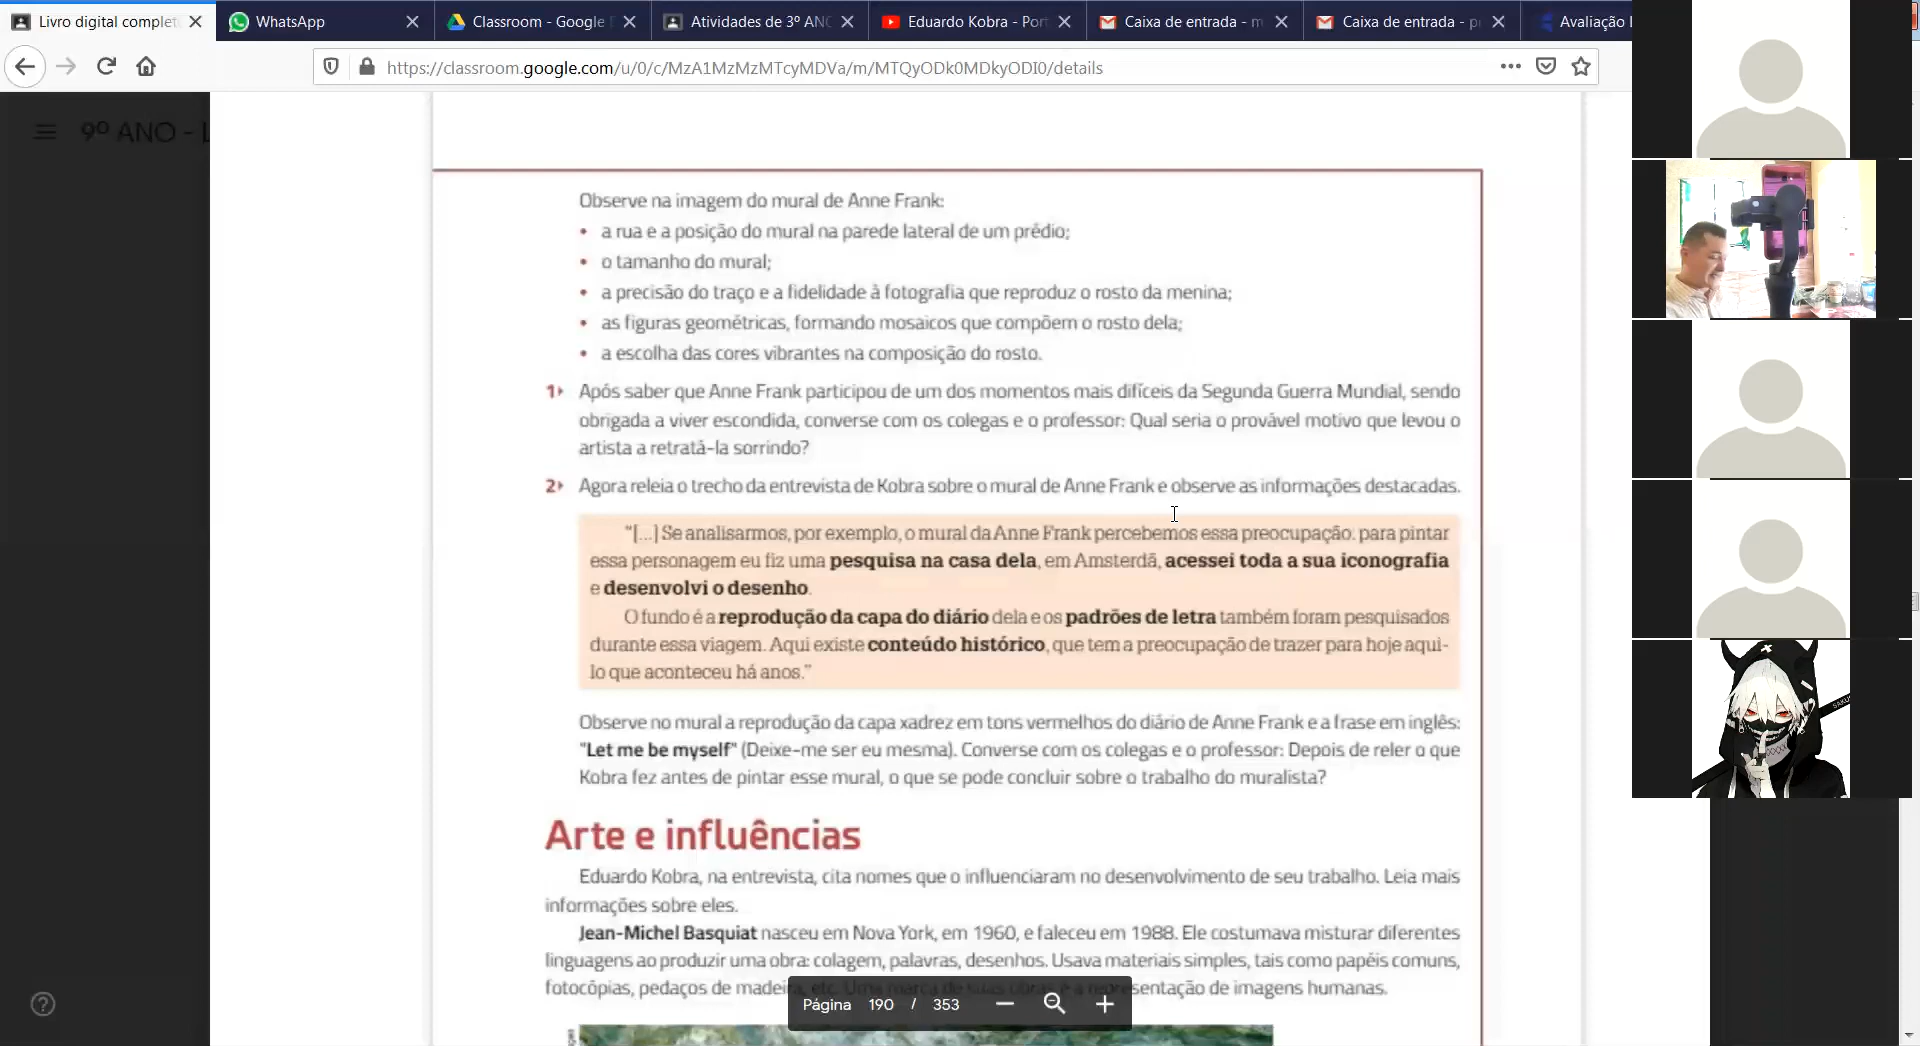 Livro digital complet
WhatsApp
Classroom - Google
Atividades de 3º AN
Eduardo Kobra - Por
Caixa de entrada - m
Caixa de entrada - p
Avaliação
https://classroom.google.com/u/0/c/MzA1MzMzMTcyMDVa/m/MTQyODk0MDkyODI0/details
9º ANO - L
Observe na imagem do mural de Anne Frank:
• a rua e a posição do mural na parede lateral de um prédio;
• o tamanho do mural;
• a precisão do traço e a fidelidade à fotografia que reproduz o rosto da menina;
• as figuras geométricas, formando mosaicos que compõem o rosto dela;
• a escolha das cores vibrantes na composição do rosto.
1 Após saber que Anne Frank participou de um dos momentos mais difíceis da Segunda Guerra Mundial, sendo
obrigada a viver escondida, converse com os colegas e o professor: Qual seria o provável motivo que levou o
artista a retratá-la sorrindo?
2 Agora releia o trecho da entrevista de Kobra sobre o mural de Anne Frank e observe as informações destacadas.
"[...] Se analisarmos, por exemplo, o mural da Anne Frank percebemos essa preocupação: para pintar
essa personagem eu fiz uma pesquisa na casa dela, em Amsterdã, acessei toda a sua iconografia
e desenvolvi o desenho.
O fundo é a reprodução da capa do diário dela e os padrões de letra também foram pesquisados
durante essa viagem. Aqui existe conteúdo histórico, que tem a preocupação de trazer para hoje aqui-
lo que aconteceu há anos."
Observe no mural a reprodução da capa xadrez em tons vermelhos do diário de Anne Frank e a frase em inglês:
"Let me be myself" (Deixe-me ser eu mesma). Converse com os colegas e o professor: Depois de reler o que
Kobra fez antes de pintar esse mural, o que se pode concluir sobre o trabalho do muralista?
Arte e influências
Eduardo Kobra, na entrevista, cita nomes que o influenciaram no desenvolvimento de seu trabalho. Leia mais
informações sobre eles.
Jean-Michel Basquiat nasceu em Nova York, em 1960, e faleceu em 1988. Ele costumava misturar diferentes
linguagens ao produzir uma obra: colagem, palavras, desenhos. Usava materiais simples, tais como papéis comuns,
fotocópias, pedaços de madeira, etc. Uma marca de suas obras é a representação de imagens humanas.
Página 190 / 353